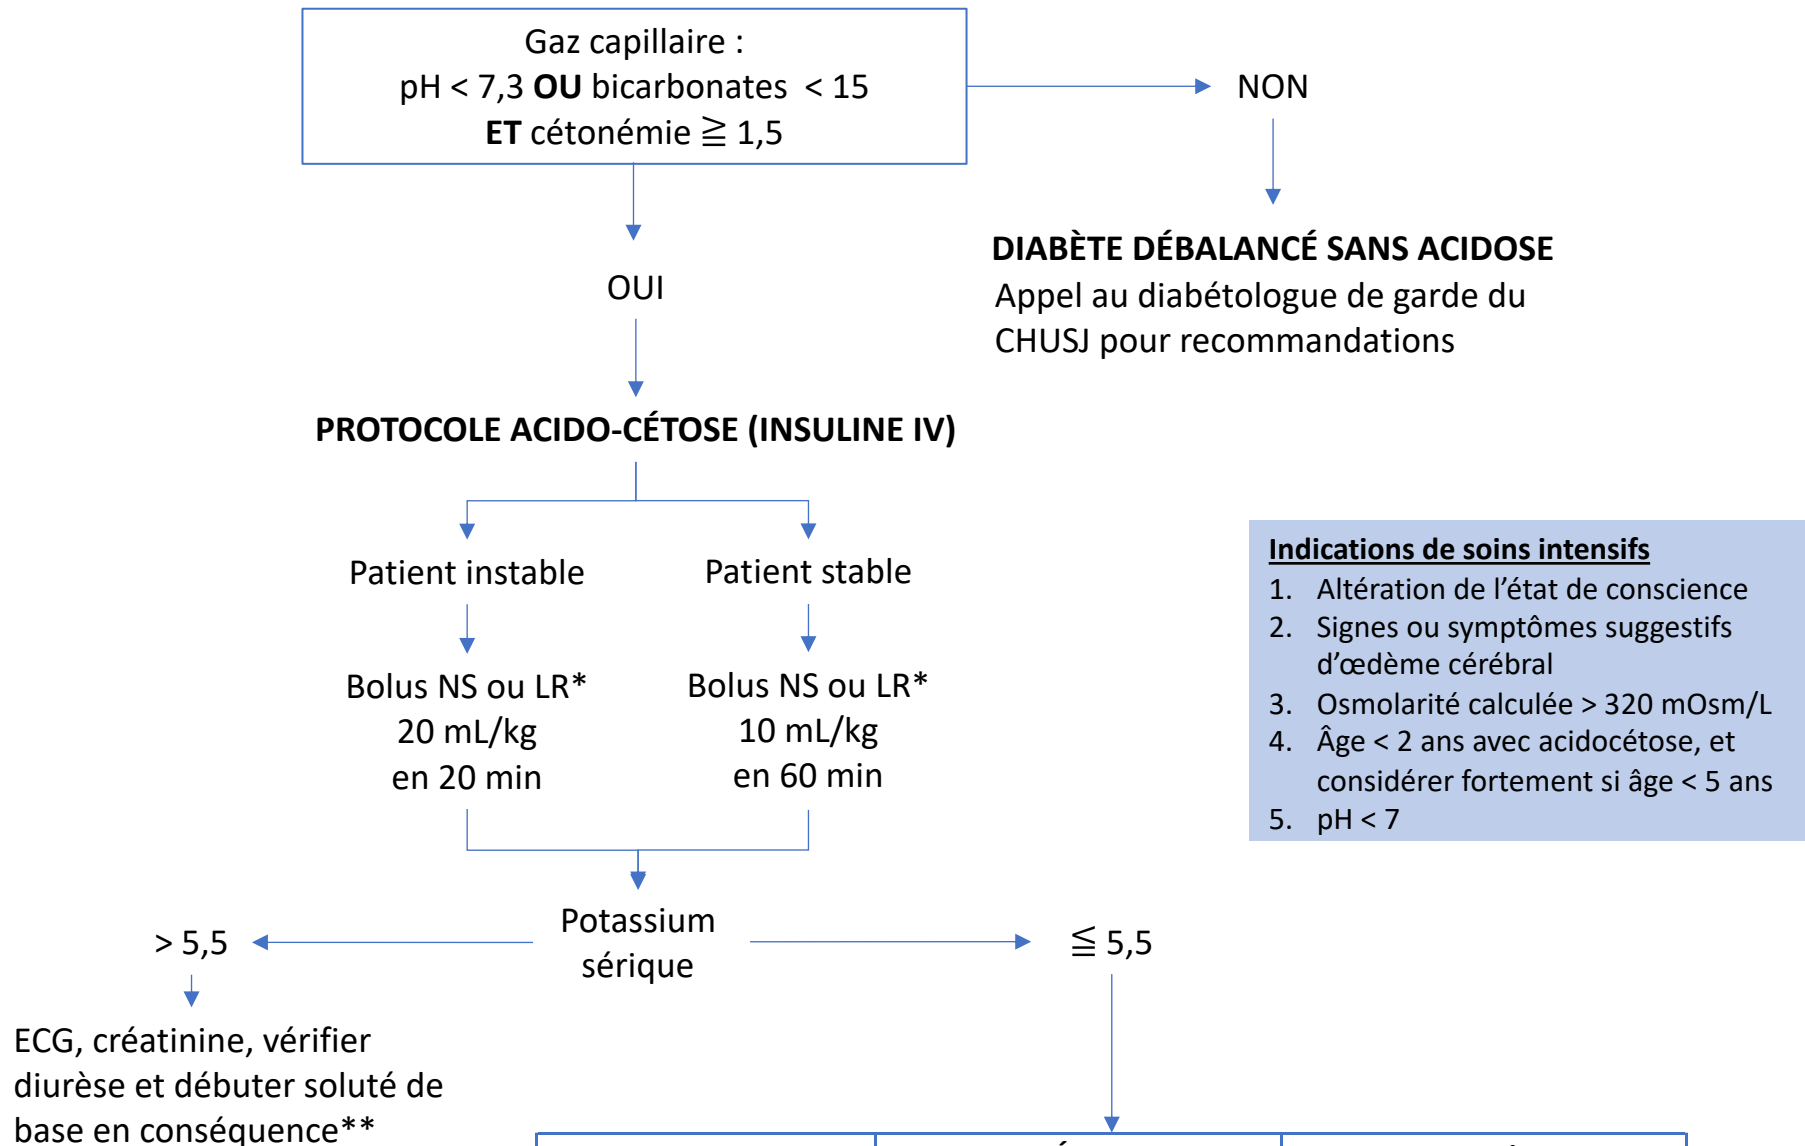 Gaz capillaire :
pH < 7,3 OU bicarbonates < 15
ET cétonémie ≧ 1,5
NON
DIABÈTE DÉBALANCÉ SANS ACIDOSE
Appel au diabétologue de garde du
CHUSJ pour recommandations
OUI
PROTOCOLE ACIDO-CÉTOSE (INSULINE IV)
Patient instable
Patient stable
Bolus NS ou LR*
20 mL/kg
en 20 min
Bolus NS ou LR*
10 mL/kg
en 60 min
Indications de soins intensifs
1. Altération de l’état de conscience
2. Signes ou symptômes suggestifs
d’œdème cérébral
3. Osmolarité calculée > 320 mOsm/L
4. Âge < 2 ans avec acidocétose, et
considérer fortement si âge < 5 ans
5. pH < 7
Potassium
sérique
> 5,5
≦ 5,5
ECG, créatinine, vérifier
diurèse et débuter soluté de
base en conséquence**